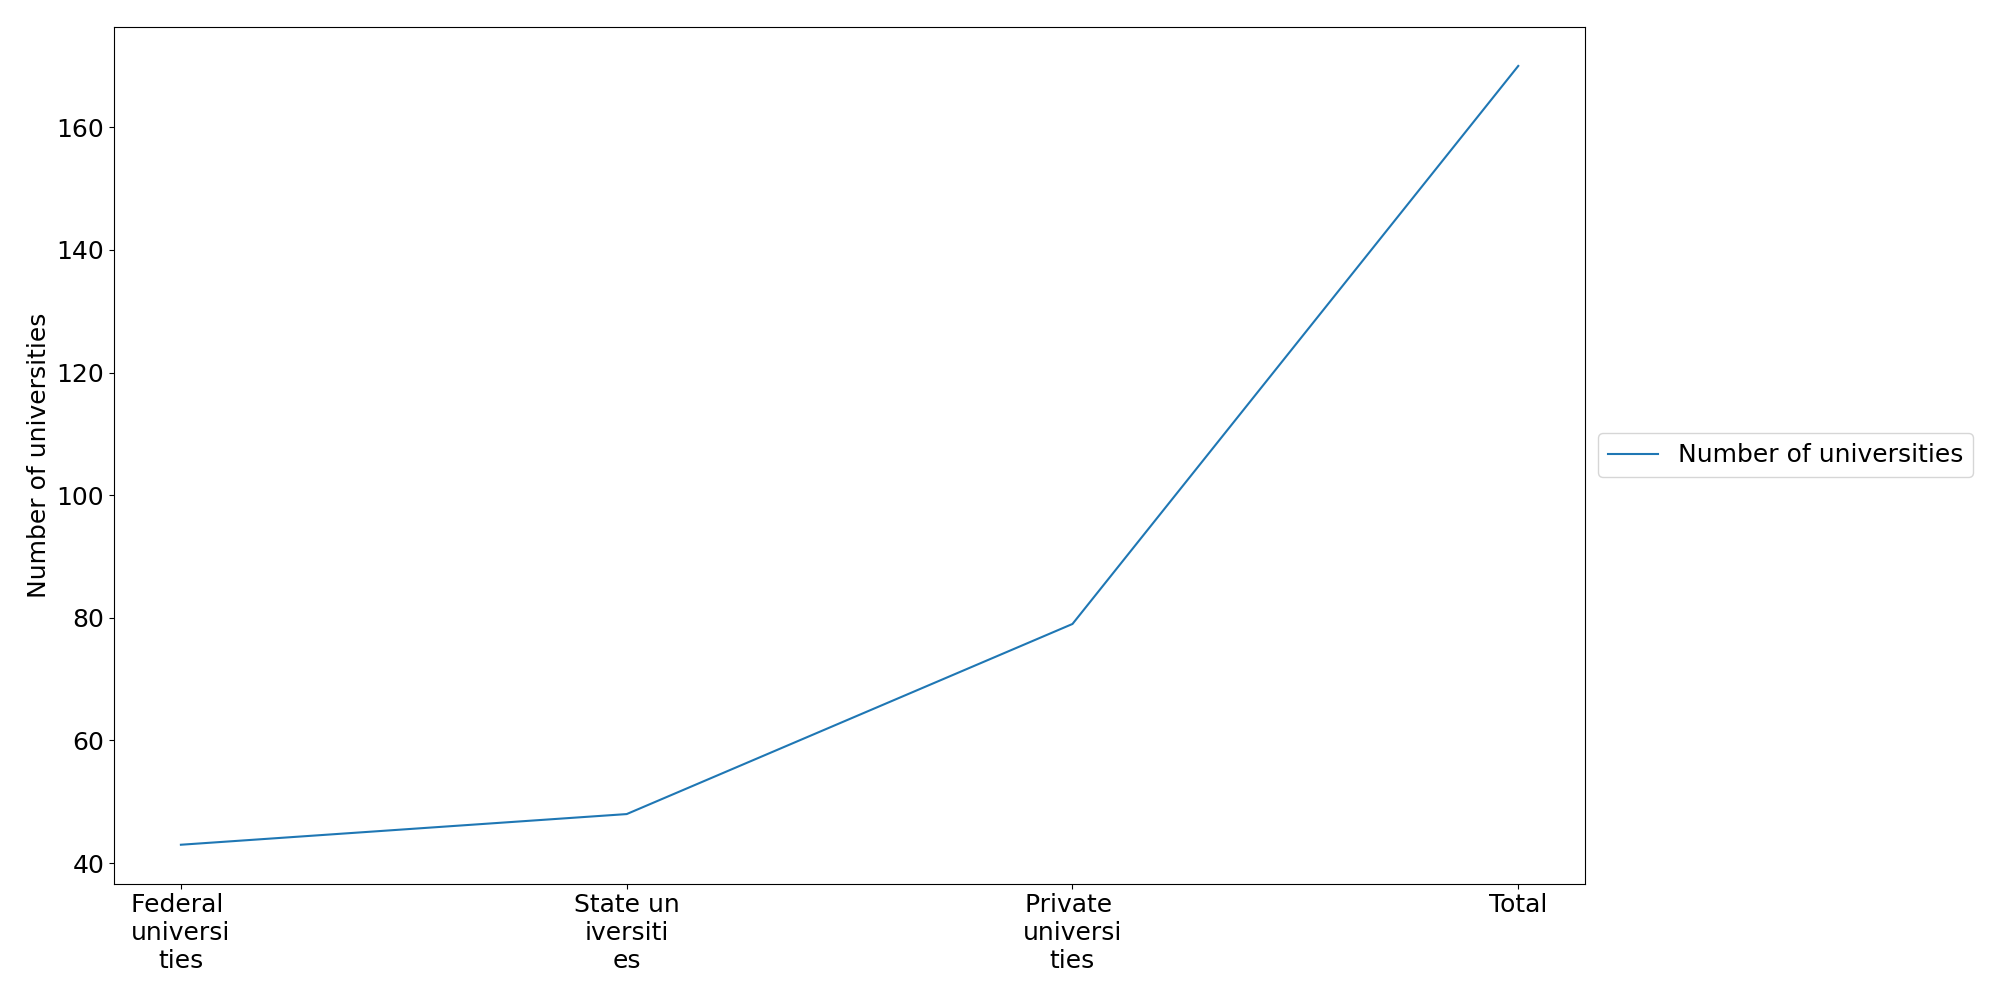 Number of universities
160
140
120
100
80
60
40
Federal
universi
ties
State un
iversiti
es
Private
universi
ties
Total
Number of universities